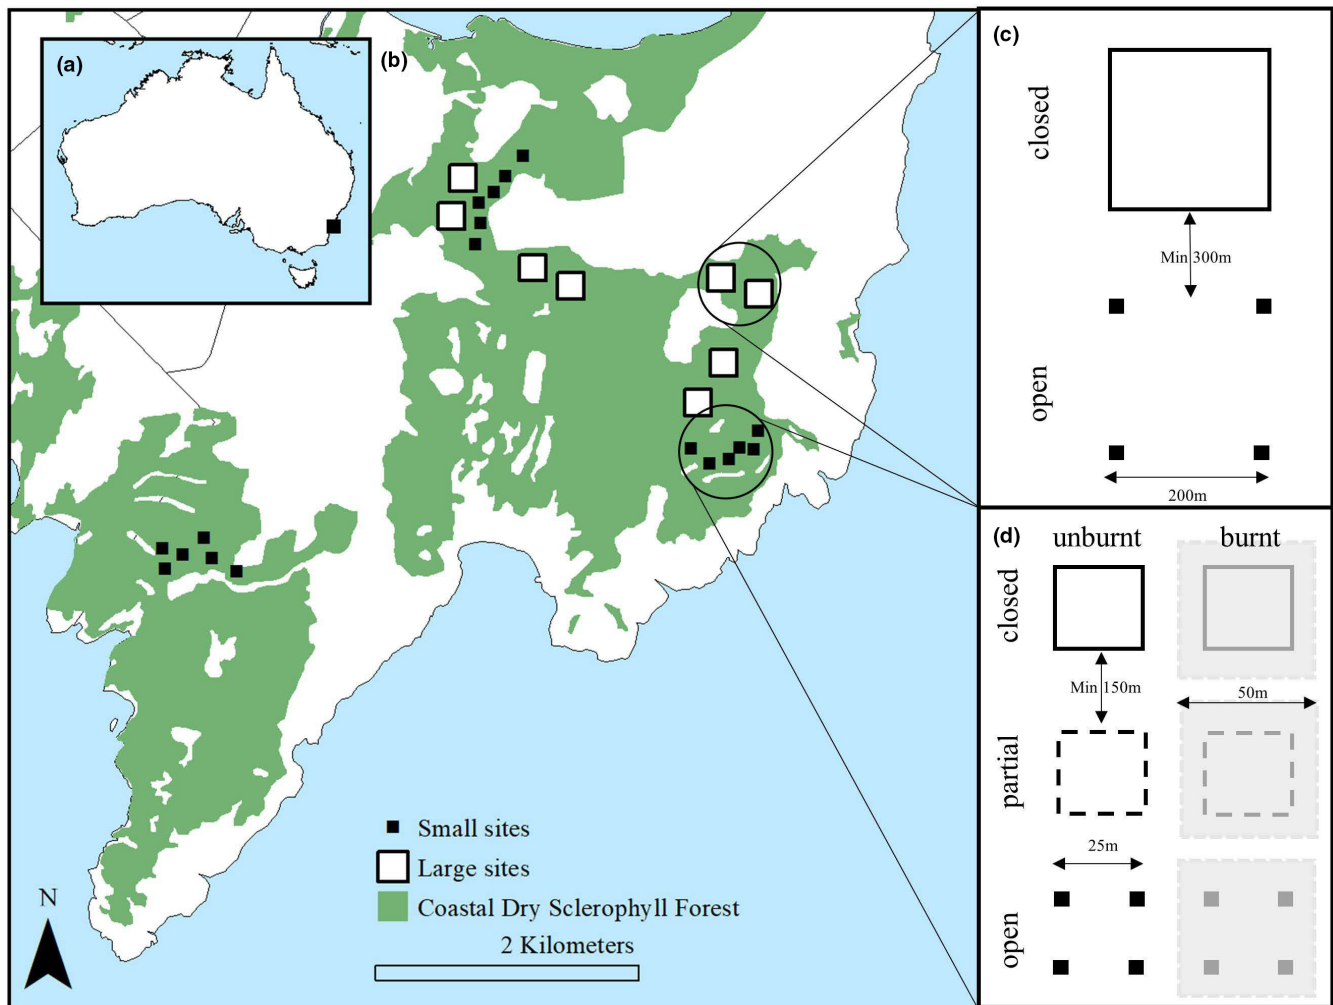 (a)
(b)
Small sites
Large sites
Coastal Dry Sclerophyll Forest
2 Kilometers
N
(c)
closed
Min 300m
open
200m
(d)
unburnt
burnt
closed
Min 150m
50m
partial
25m
open